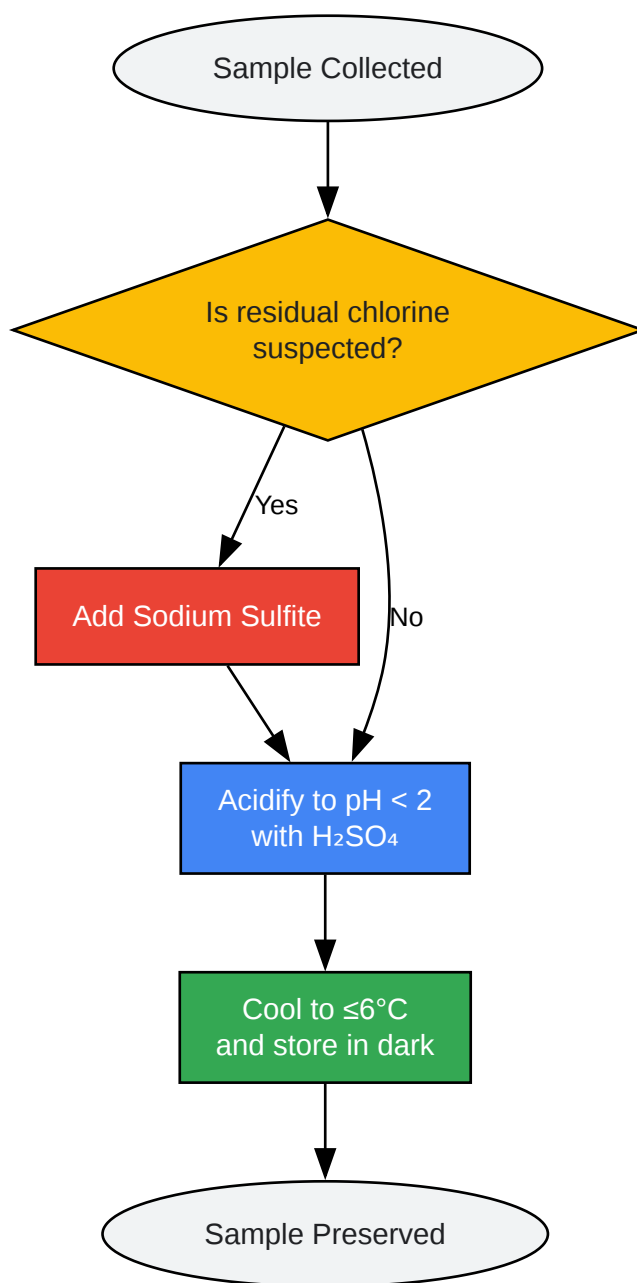 Sample Collected
Is residual chlorine
suspected?
Yes
Add Sodium Sulfite
No
Acidify to pH < 2
with H₂SO₄
Cool to ≤6°C
and store in dark
Sample Preserved